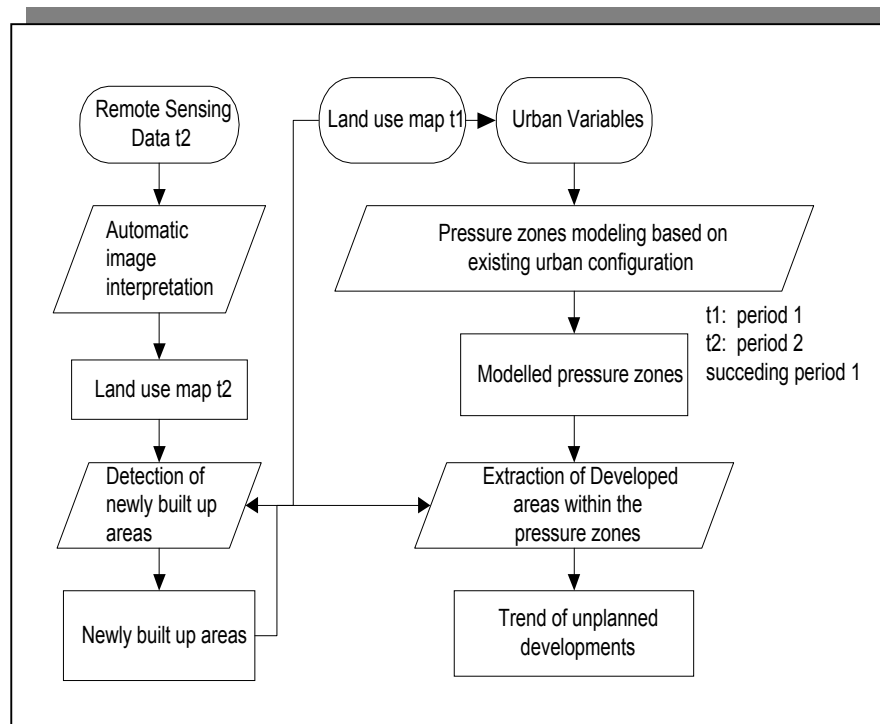 Remote Sensing
Data t2
Automatic
image
interpretation
Land use map t2
Detection of
newly built up
areas
Newly built up areas
Land use map t1
Urban Variables
Pressure zones modeling based on
existing urban configuration
t1: period 1
t2: period 2
succeding period 1
Modelled pressure zones
Extraction of Developed
areas within the
pressure zones
Trend of unplanned
developments